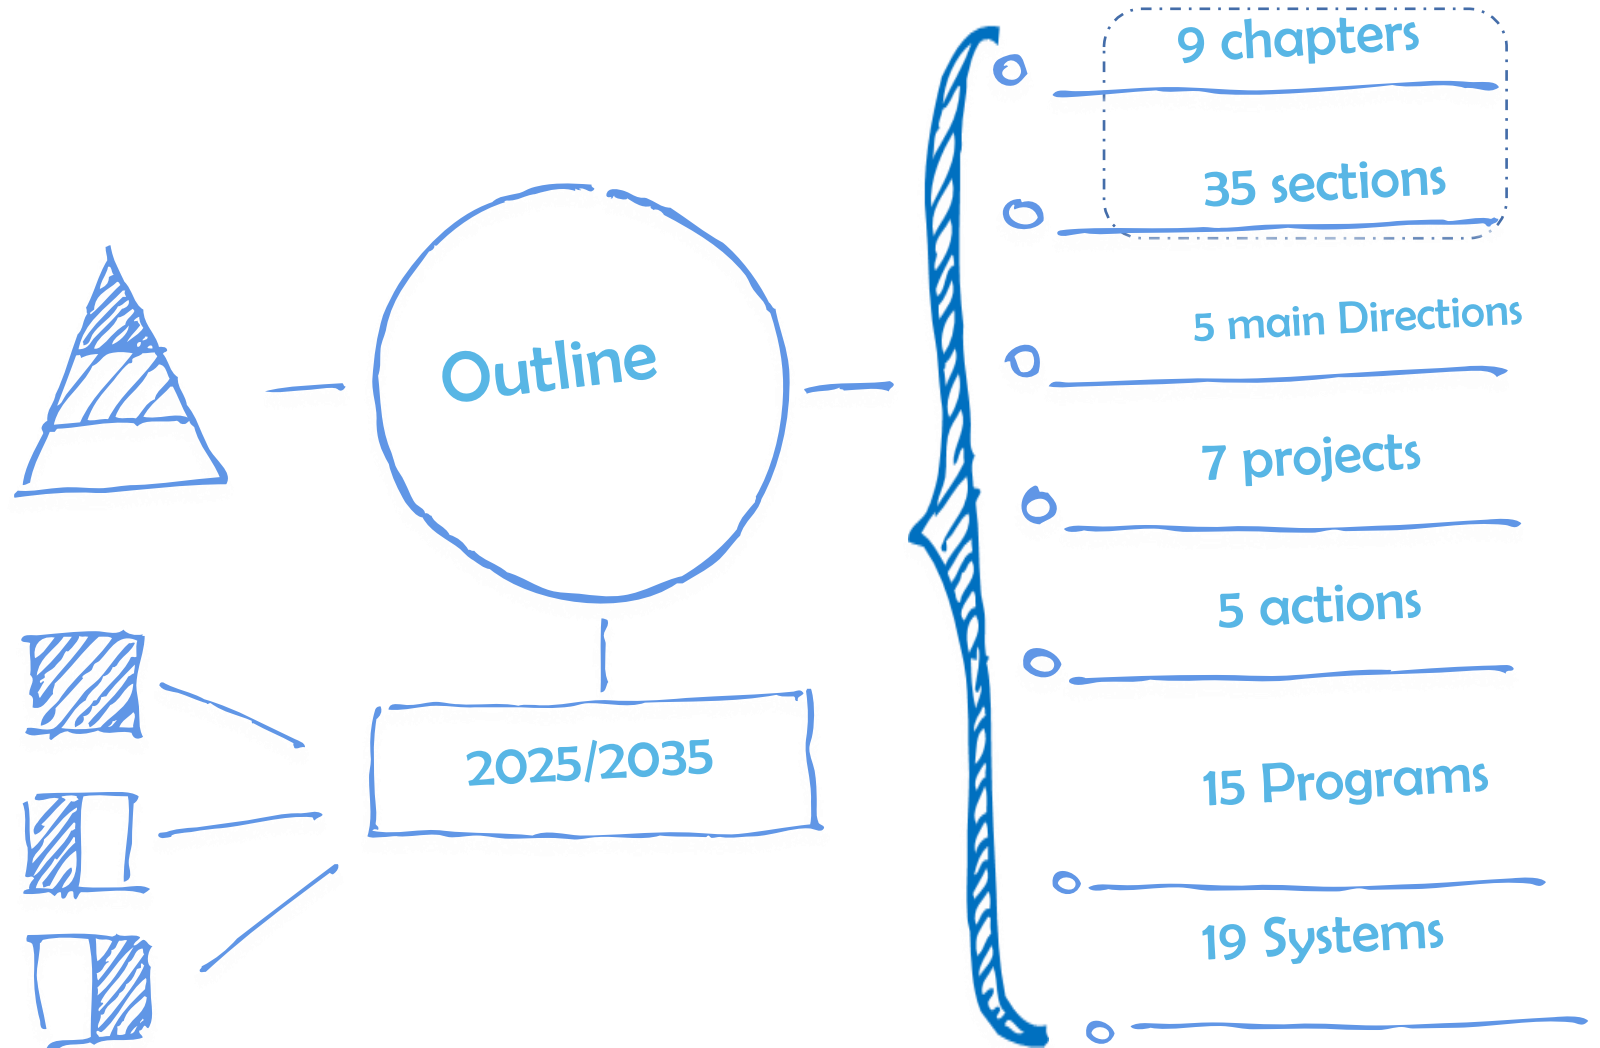 9 chapters
35 sections
5 main Directions
Outline
7 projects
5 actions
2025/2035
15 Programs
19 Systems